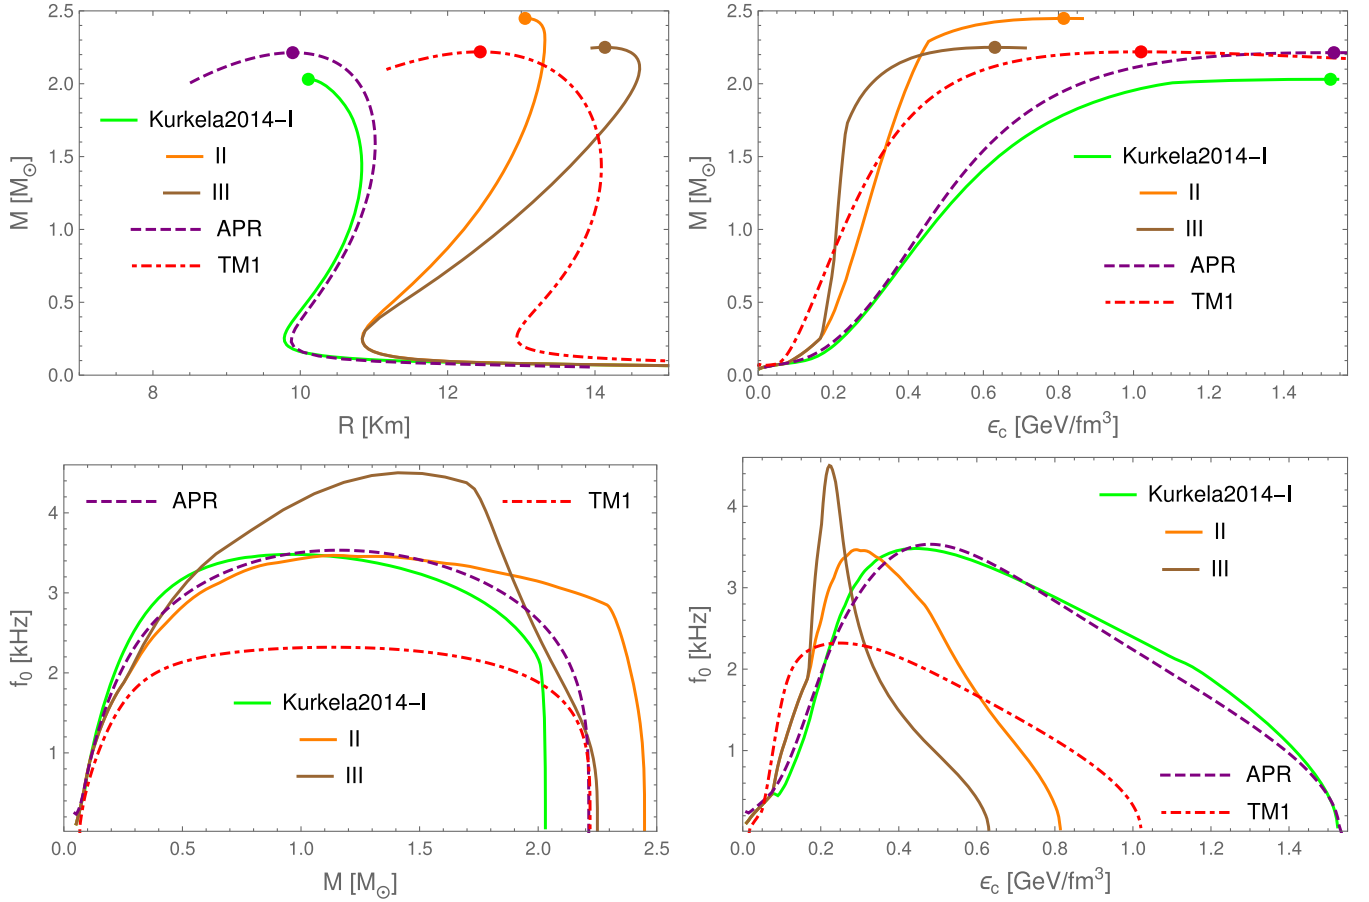 2.5
2.0
1.5
1.0
0.5
0.0
M [M⊙]
8
10
12
14
R [Km]
Kurkela2014-I
II
III
APR
TM1
2.5
2.0
1.5
1.0
0.5
0.0
M [M⊙]
0.0
0.2
0.4
0.6
0.8
1.0
1.2
1.4
ϵc [GeV/fm³]
Kurkela2014-I
II
III
APR
TM1
4
3
2
1
f₀ [kHz]
0.0
0.5
1.0
1.5
2.0
2.5
M [M⊙]
APR
TM1
Kurkela2014-I
II
III
4
3
2
1
f₀ [kHz]
0.0
0.2
0.4
0.6
0.8
1.0
1.2
1.4
ϵc [GeV/fm³]
Kurkela2014-I
II
III
APR
TM1